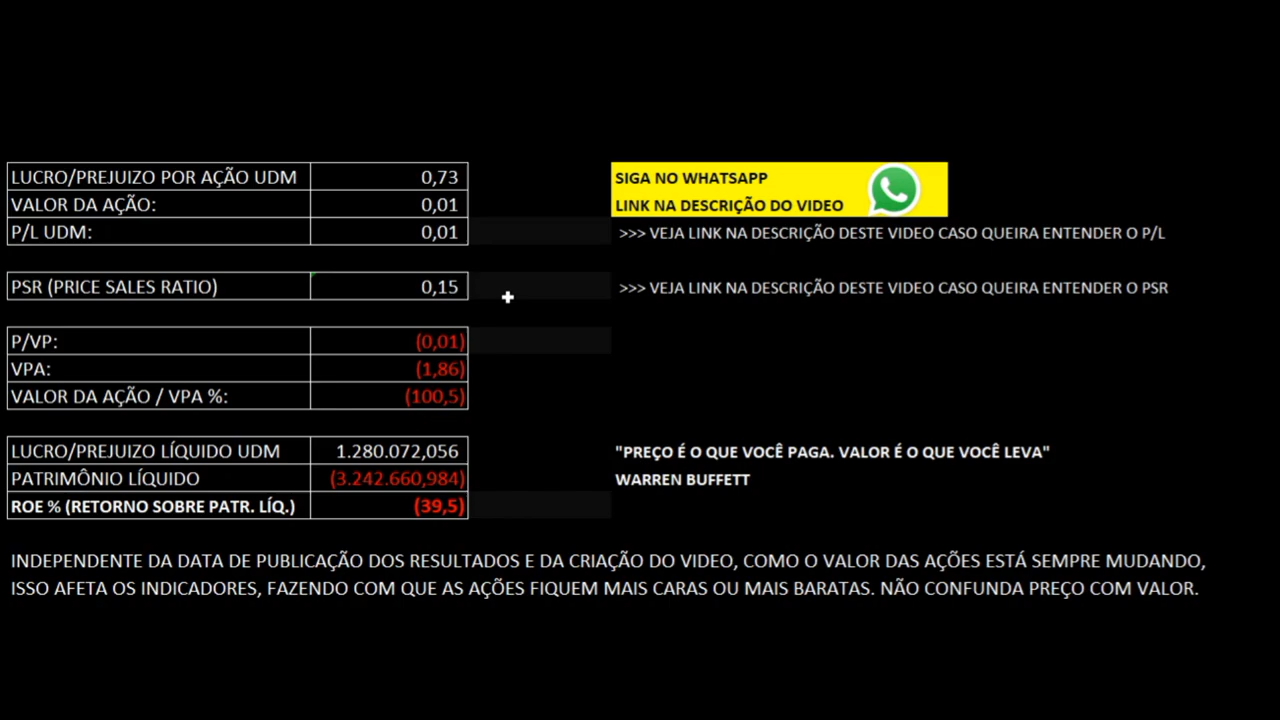 LUCRO/PREJUIZO POR AÇÃO UDM 0,73
VALOR DA AÇÃO: 0,01
P/L UDM: 0,01
SIGA NO WHATSAPP
LINK NA DESCRIÇÃO DO VIDEO
>>> VEJA LINK NA DESCRIÇÃO DESTE VIDEO CASO QUEIRA ENTENDER O P/L
PSR (PRICE SALES RATIO) 0,15
>>> VEJA LINK NA DESCRIÇÃO DESTE VIDEO CASO QUEIRA ENTENDER O PSR
P/VP: (0,01)
VPA: (1,86)
VALOR DA AÇÃO / VPA %: (100,5)
LUCRO/PREJUIZO LÍQUIDO UDM 1.280.072,056
PATRIMÔNIO LÍQUIDO (3.242.660,984)
ROE % (RETORNO SOBRE PATR. LÍQ.) (39,5)
"PREÇO É O QUE VOCÊ PAGA. VALOR É O QUE VOCÊ LEVA"
WARREN BUFFETT
INDEPENDENTE DA DATA DE PUBLICAÇÃO DOS RESULTADOS E DA CRIAÇÃO DO VIDEO, COMO O VALOR DAS AÇÕES ESTÁ SEMPRE MUDANDO,
ISSO AFETA OS INDICADORES, FAZENDO COM QUE AS AÇÕES FIQUEM MAIS CARAS OU MAIS BARATAS. NÃO CONFUNDA PREÇO COM VALOR.